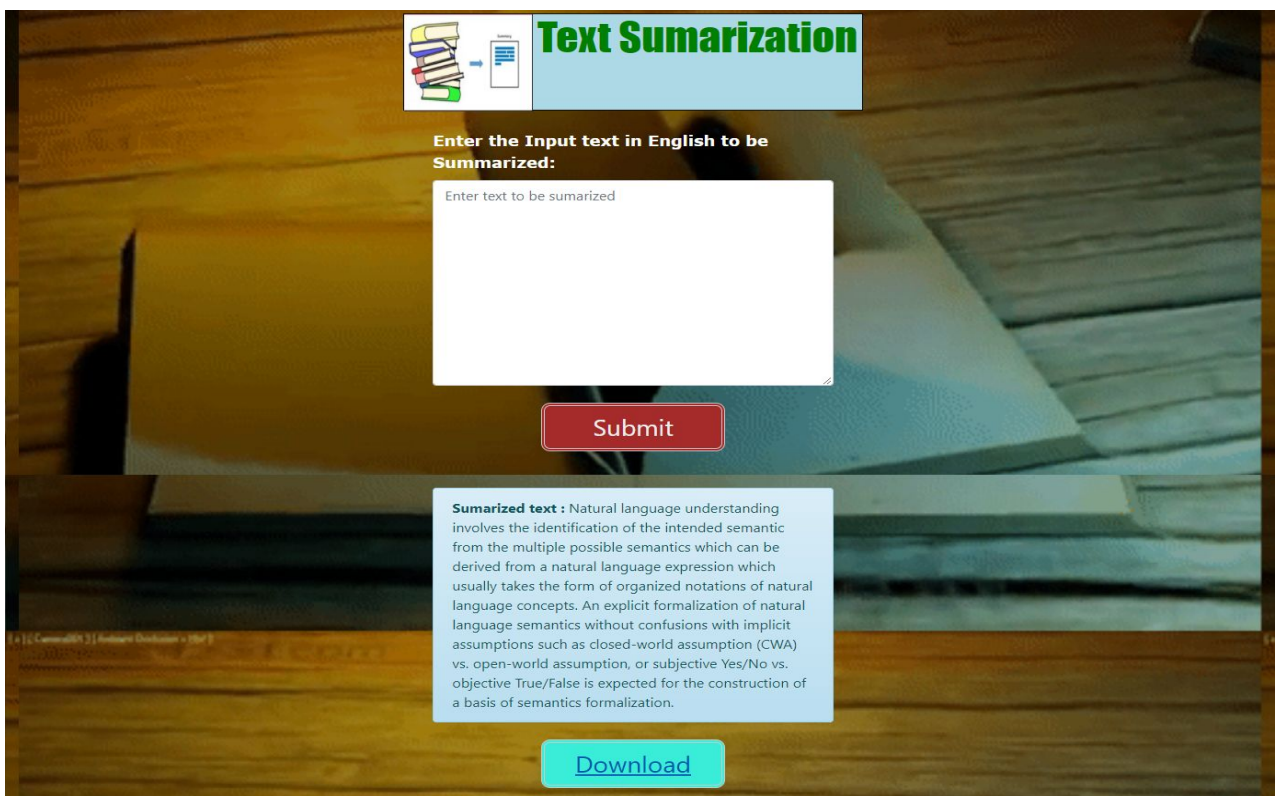 Text Sumarization
Summary
Enter the Input text in English to be
Summarized:
Enter text to be sumarized
Submit
Sumarized text : Natural language understanding
involves the identification of the intended semantic
from the multiple possible semantics which can be
derived from a natural language expression which
usually takes the form of organized notations of natural
language concepts. An explicit formalization of natural
language semantics without confusions with implicit
assumptions such as closed-world assumption (CWA)
vs. open-world assumption, or subjective Yes/No vs.
objective True/False is expected for the construction of
a basis of semantics formalization.
Download